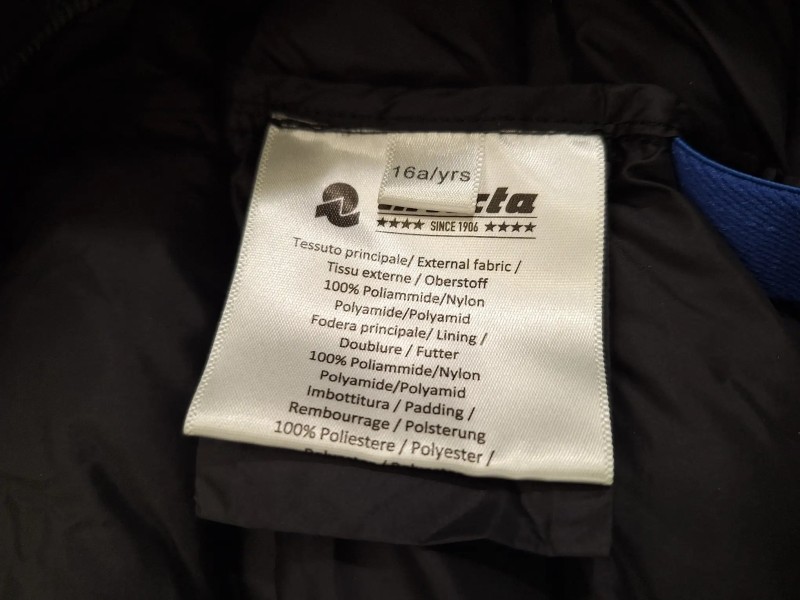 16a/yrs
SINCE 1906
Tessuto principale/ External fabric /
Tissu externe / Oberstoff
100% Poliammide/Nylon
Polyamide/Polyamid
Fodera principale/ Lining /
Doublure / Futter
100% Poliammide/Nylon
Polyamide/Polyamid
Imbottitura / Padding /
Rembourrage / Polsterung
100% Poliestere / Polyester /